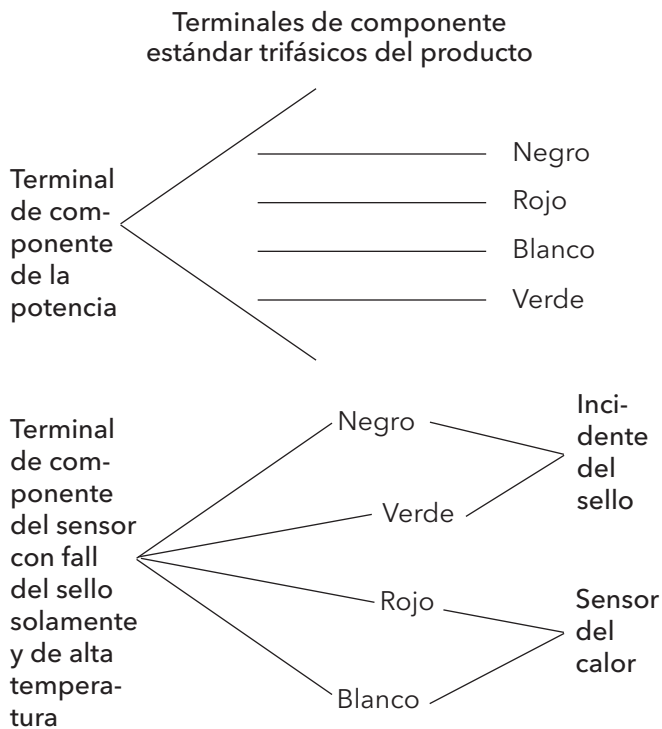 Terminales de componente
estándar trifásicos del producto
Terminal
de com-
ponente
de la
potencia
Negro
Rojo
Blanco
Verde
Terminal
de com-
ponente
del sensor
con fall
del sello
solamente
y de alta
tempera-
tura
Negro
Verde
Rojo
Blanco
Inci-
dente
del
sello
Sensor
del
calor